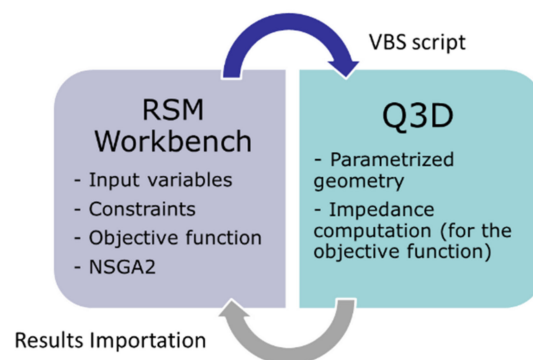 VBS script
RSM
Workbench
- Input variables
- Constraints
- Objective function
- NSGA2
Q3D
- Parametrized
geometry
- Impedance
computation (for the
objective function)
Results Importation